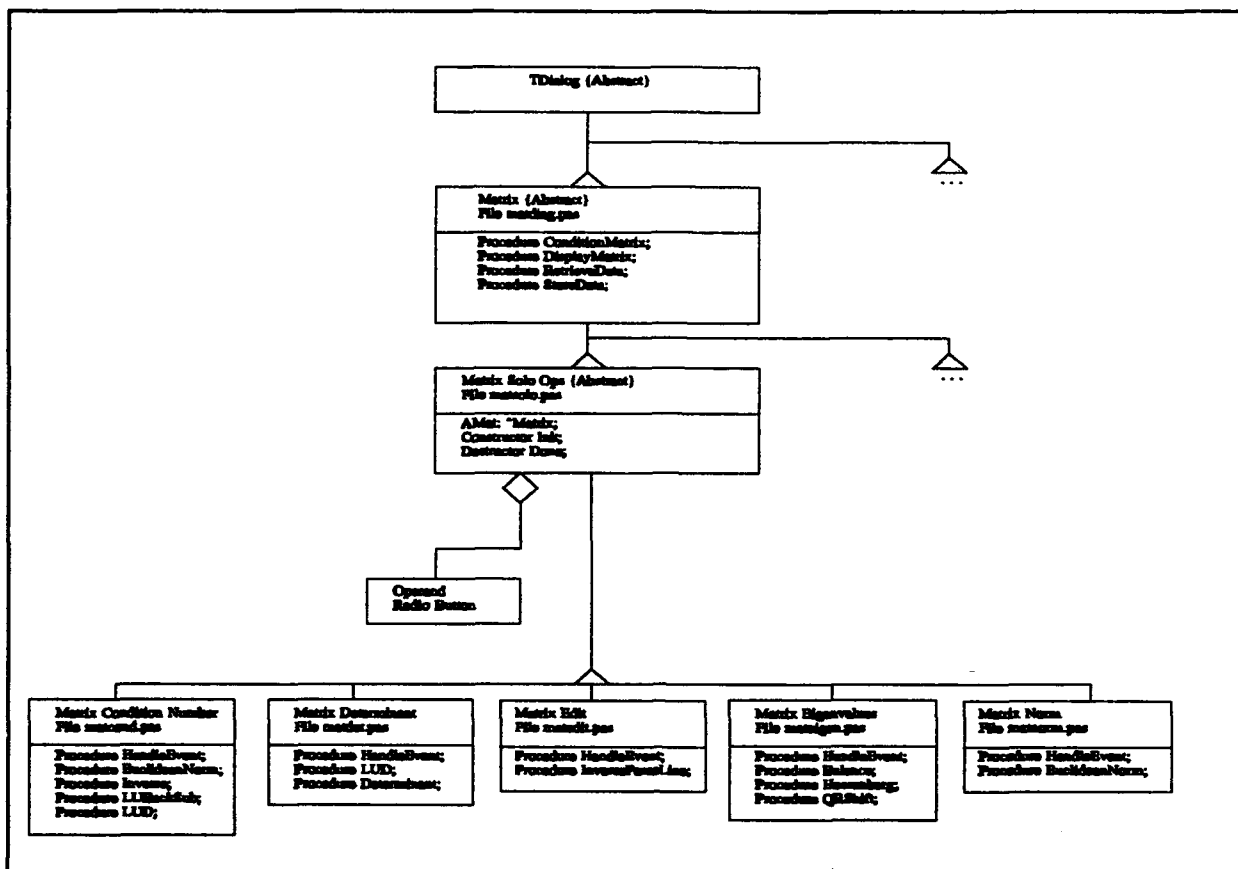 TDialog {Abstract}
...
Matrix {Abstract}
File matdiag.pas
Procedure ConditionMatrix;
Procedure DisplayMatrix;
Procedure RetrieveData;
Procedure StoreData;
...
Matrix Solo Ops {Abstract}
File matsolo.pas
AMat: ^Matrix;
Constructor Init;
Destructor Done;
Operand
Radio Button
Matrix Condition Number
File matcond.pas
Procedure HandleEvent;
Procedure EuclideanNorm;
Procedure Inverse;
Procedure LUBackSub;
Procedure LUD;
Matrix Determinant
File matdet.pas
Procedure HandleEvent;
Procedure LUD;
Procedure Determinant;
Matrix Edit
File matedit.pas
Procedure HandleEvent;
Procedure
Matrix Eigenvalues
File mateigen.pas
Procedure HandleEvent;
Procedure Balance;
Procedure Hessenberg;
Procedure QRShift;
Matrix Norm
File matnorm.pas
Procedure HandleEvent;
Procedure EuclideanNorm;